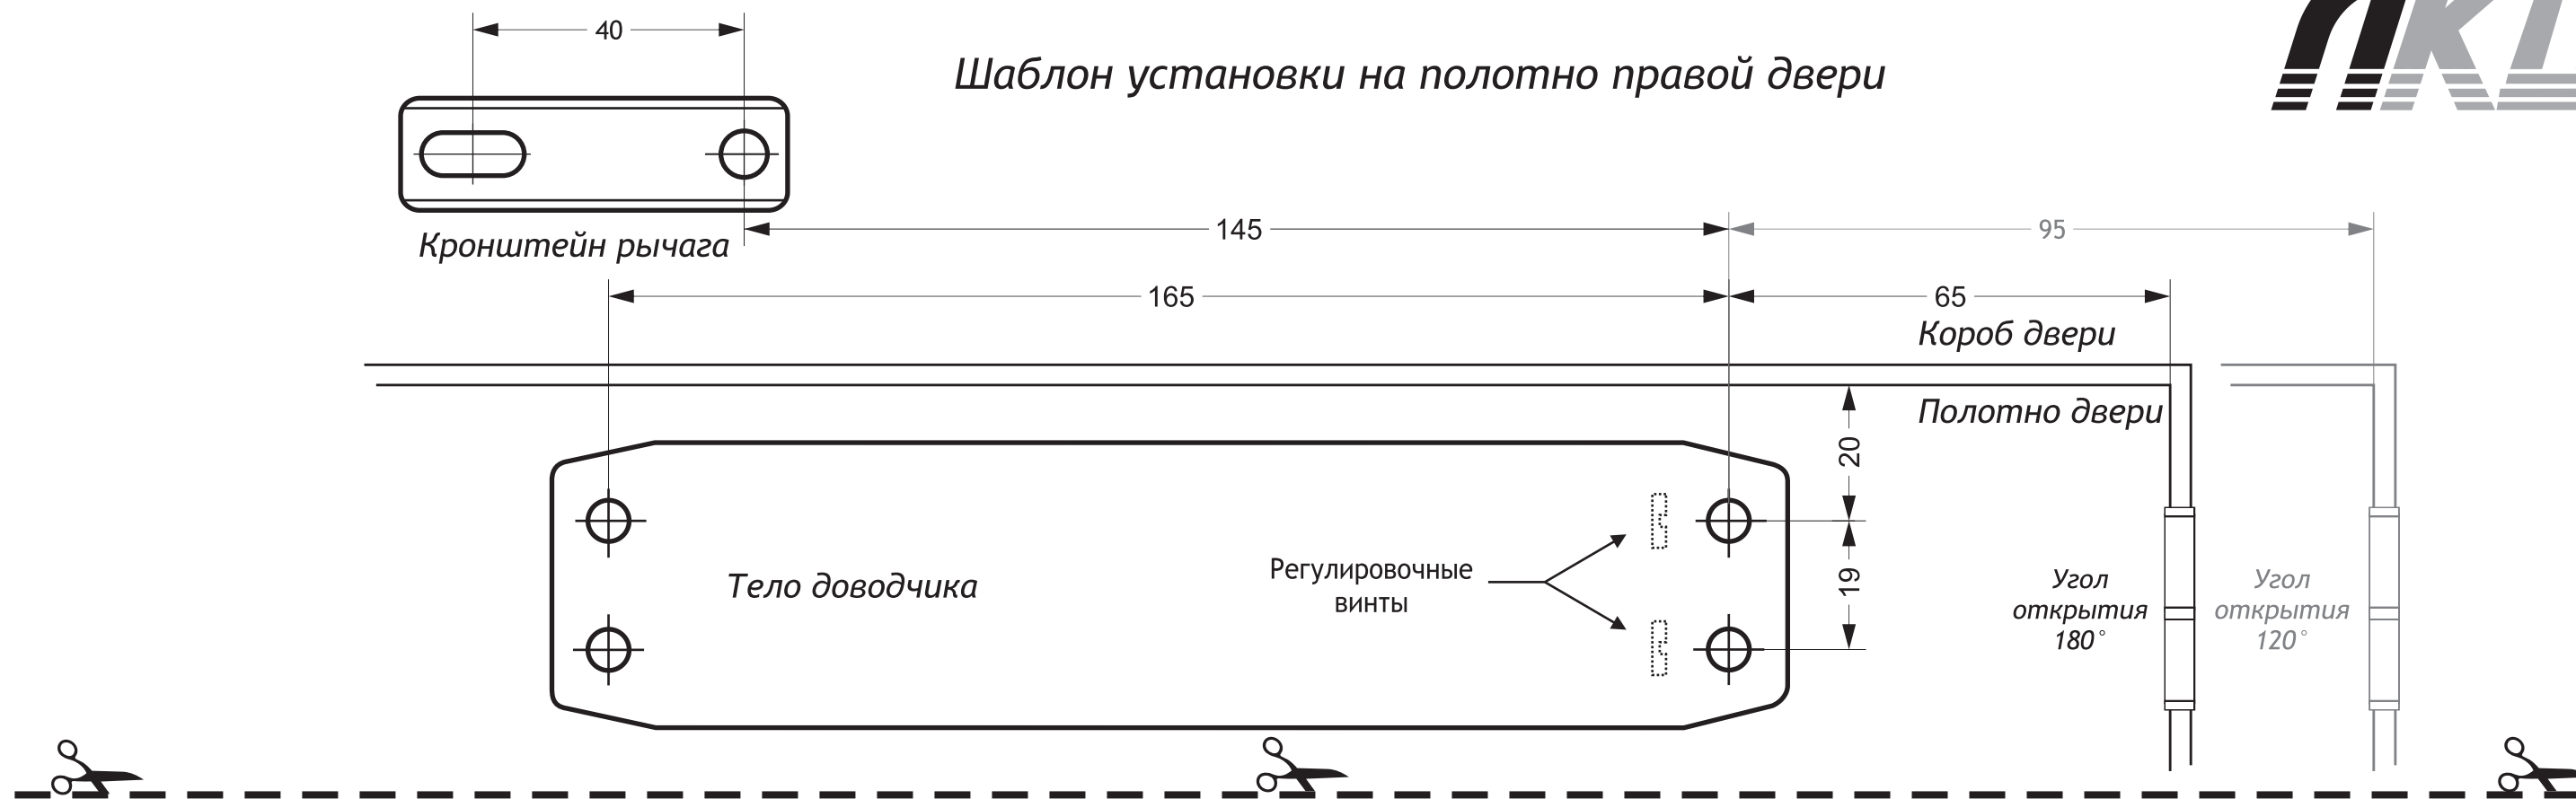 40
Шаблон установки на полотно правой двери
Кронштейн рычага
145
95
165
65
Короб двери
Полотно двери
20
19
Тело доводчика
Регулировочные
винты
Угол
открытия
180°
Угол
открытия
120°